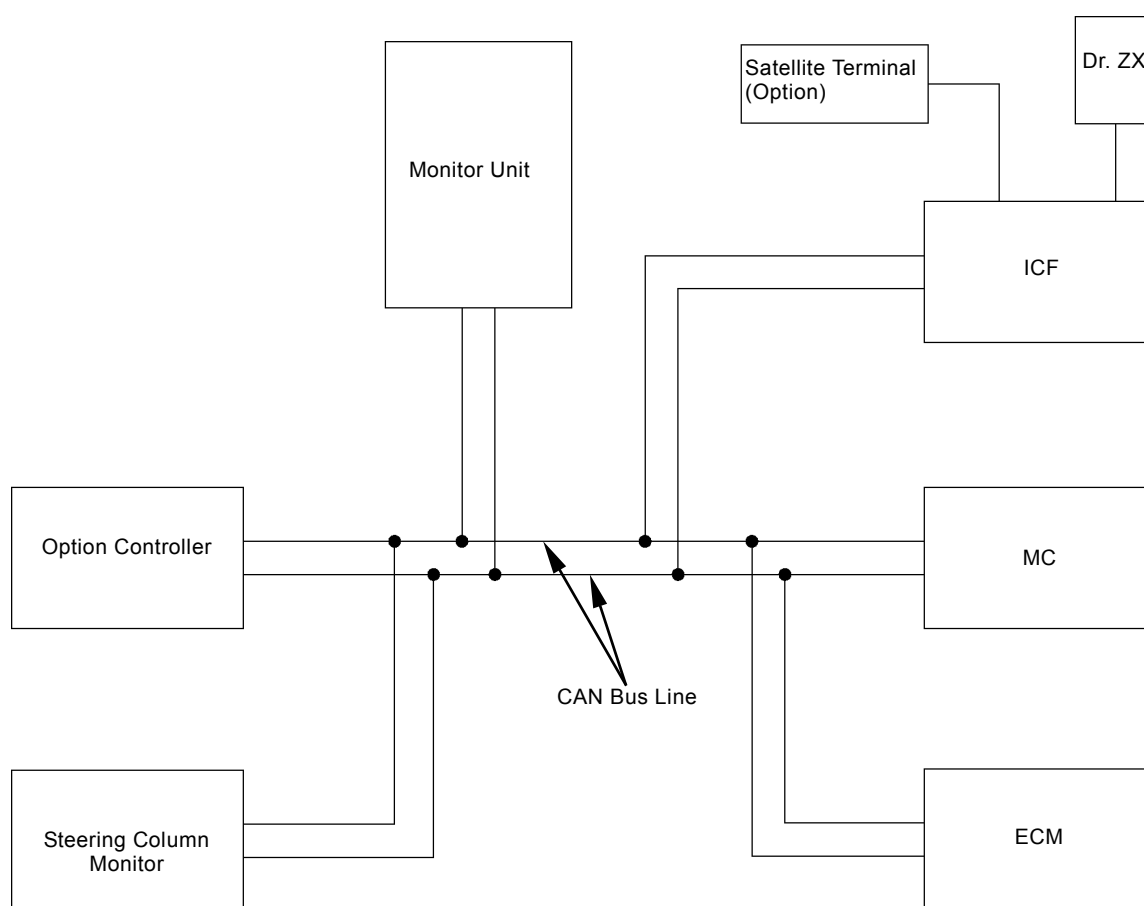 Satellite Terminal
(Option)
Dr. ZX
Monitor Unit
ICF
Option Controller
MC
CAN Bus Line
Steering Column
Monitor
ECM